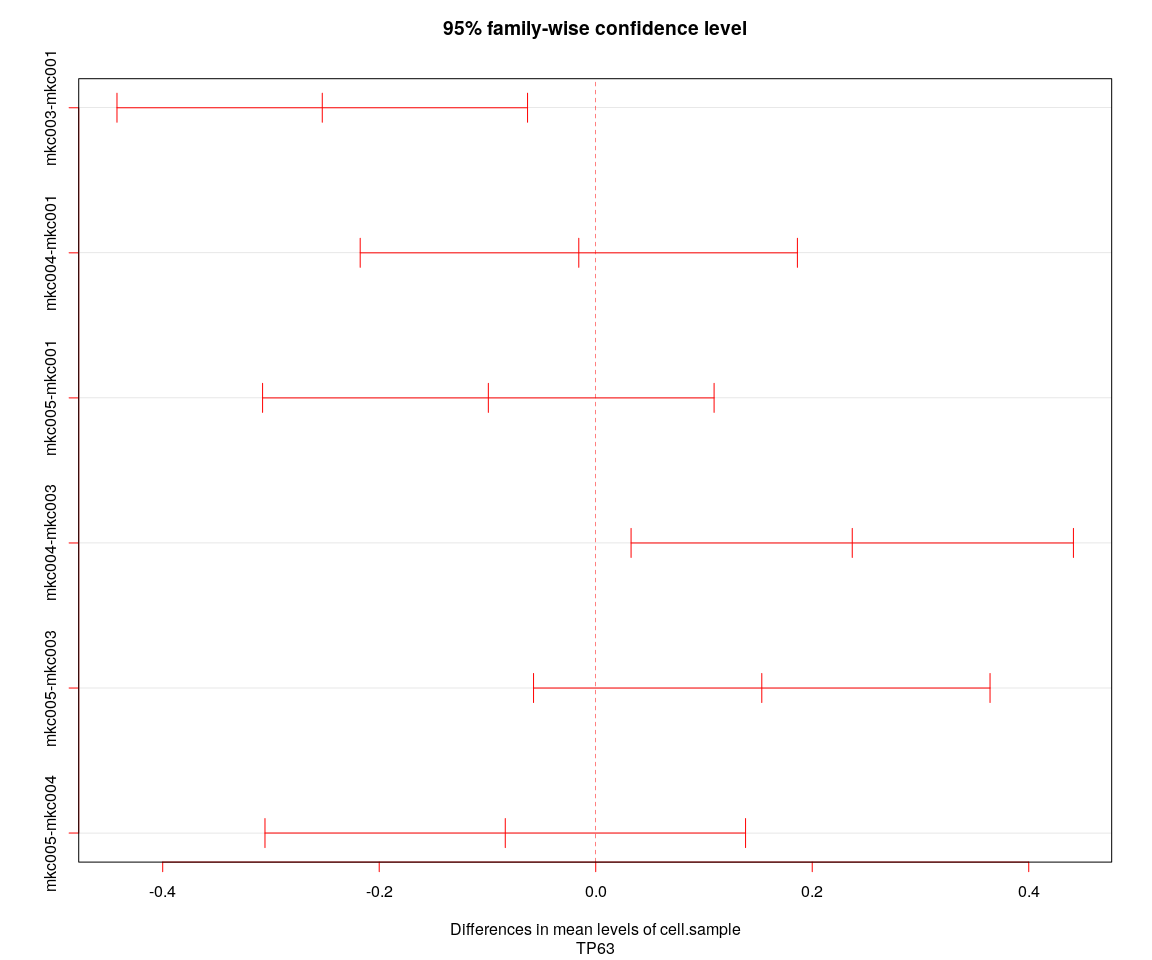 95% family-wise confidence level
mkc003-mkc001
mkc004-mkc001
mkc005-mkc001
mkc004-mkc003
mkc005-mkc003
mkc005-mkc004
-0.4 -0.2 0.0 0.2 0.4
Differences in mean levels of cell.sample
TP63